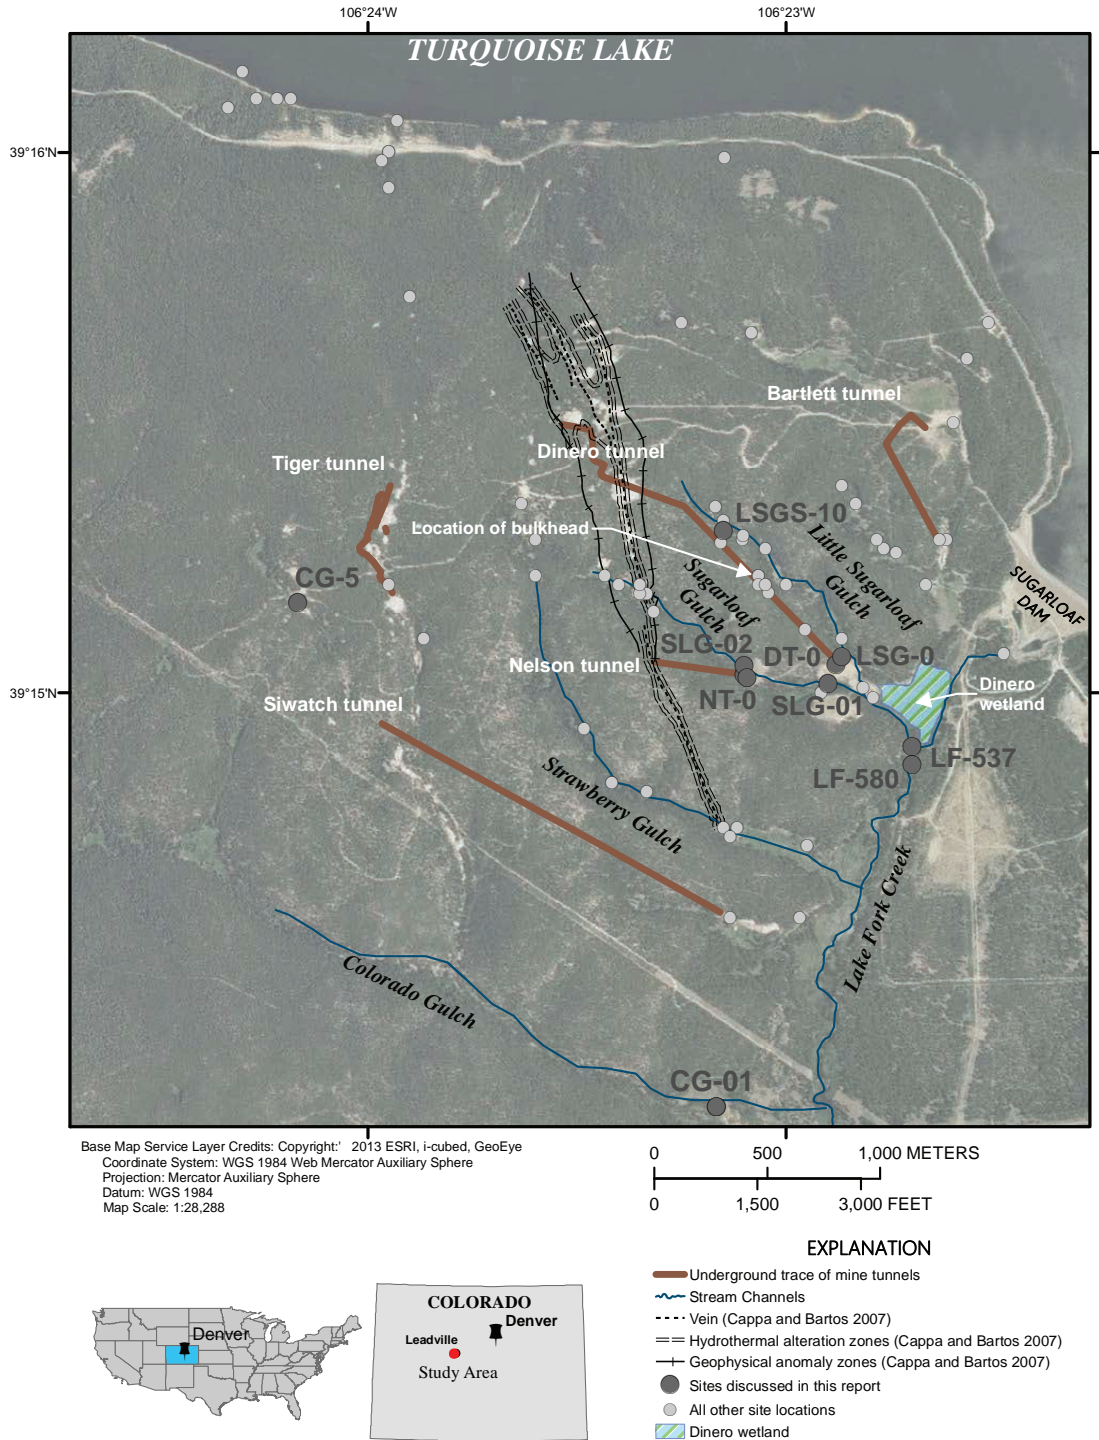 106°24'
106°23'
TURQUOISE LAKE
39°16'N
Bartlett tunnel
Dinero tunnel
Tiger tunnel
LSGS-10
Location of bulkhead
Little Sugarloaf
Gulch
Sugarloaf
Gulch
SUGARLOAF
DAM
CG-5
SLG-02
DT-0
LSG-0
Nelson tunnel
39°15'N
NT-0
SLG-01
Dinero
wetland
Siwatch tunnel
LF-537
LF-580
Strawberry Gulch
Lake Fork Creek
Colorado Gulch
CG-01
Base Map Service Layer Credits: Copyright:' 2013 ESRI, i-cubed, GeoEye
Coordinate System: WGS 1984 Web Mercator Auxiliary Sphere
Projection: Mercator Auxiliary Sphere
Datum: WGS 1984
Map Scale: 1:28,288
0 500 1,000 METERS
0 1,500 3,000 FEET
EXPLANATION
Underground trace of mine tunnels
Stream Channels
Vein (Cappa and Bartos 2007)
Hydrothermal alteration zones (Cappa and Bartos 2007)
Geophysical anomaly zones (Cappa and Bartos 2007)
Sites discussed in this report
All other site locations
Dinero wetland
Denver
COLORADO
Denver
Leadville
Study Area